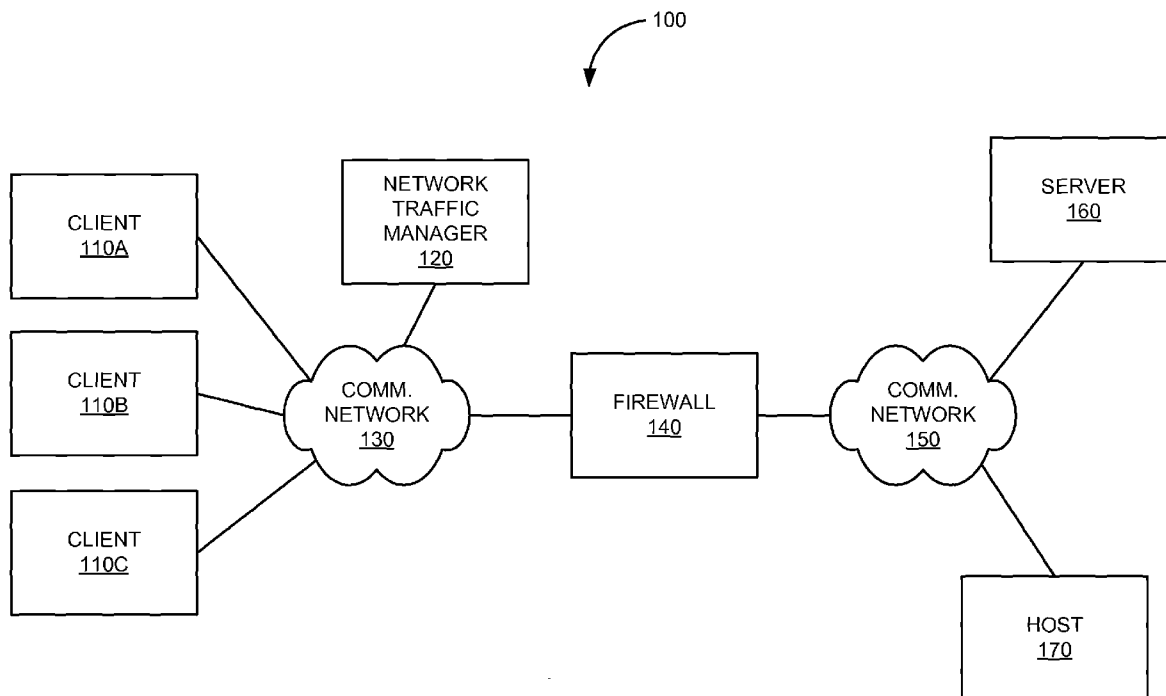 100
CLIENT
110A
NETWORK
TRAFFIC
MANAGER
120
SERVER
160
CLIENT
110B
COMM.
NETWORK
130
FIREWALL
140
COMM.
NETWORK
150
CLIENT
110C
HOST
170